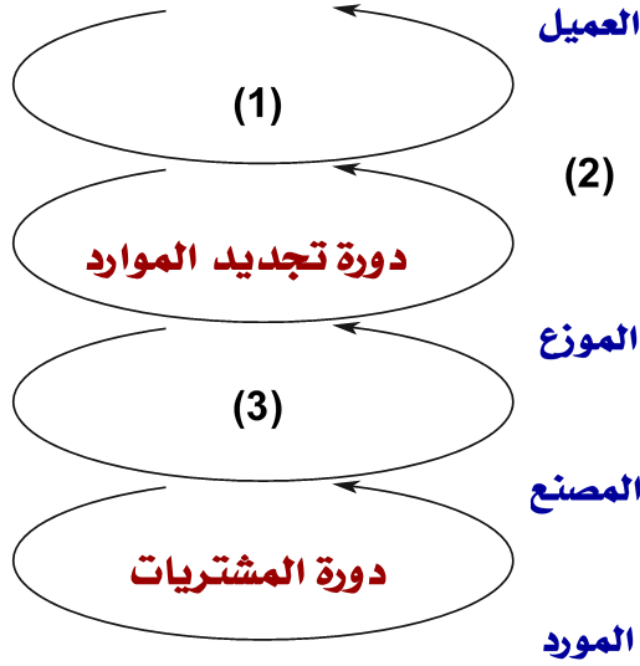 العميل
(1)
(2)
دورة تجديد الموارد
الموزع
(3)
المصنع
دورة المشتريات
المورد